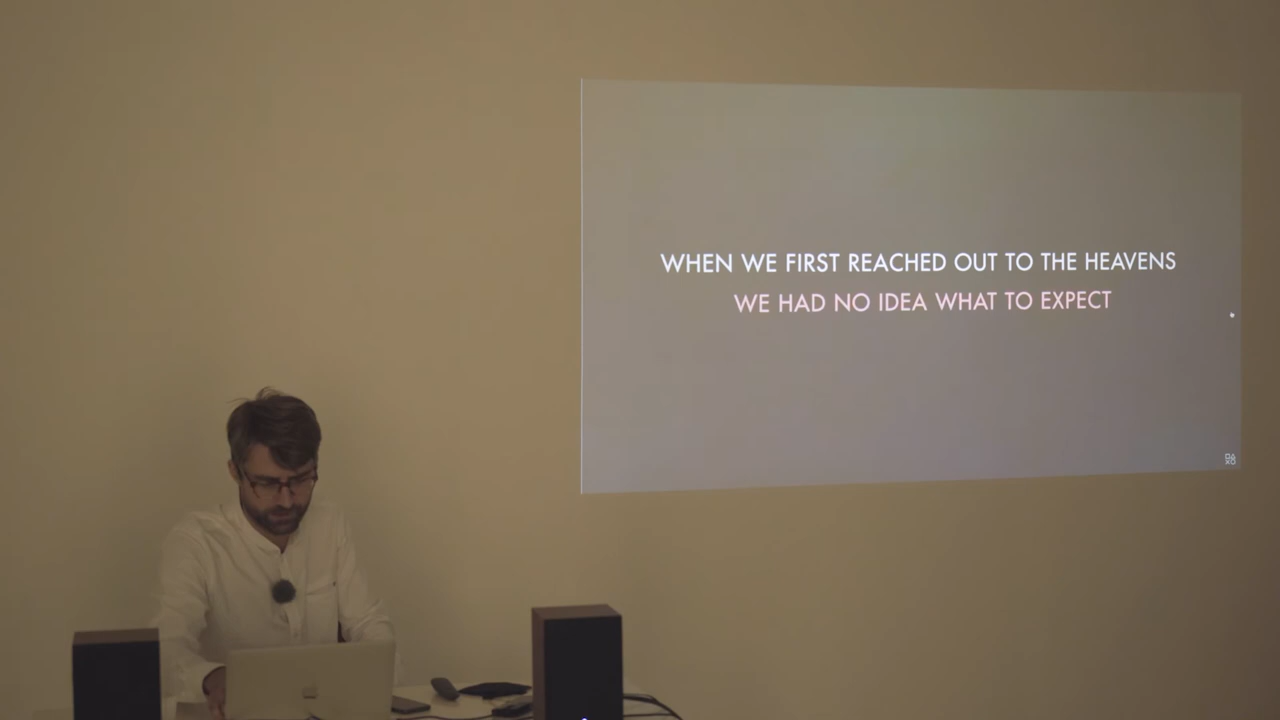 WHEN WE FIRST REACHED OUT TO THE HEAVENS
WE HAD NO IDEA WHAT TO EXPECT